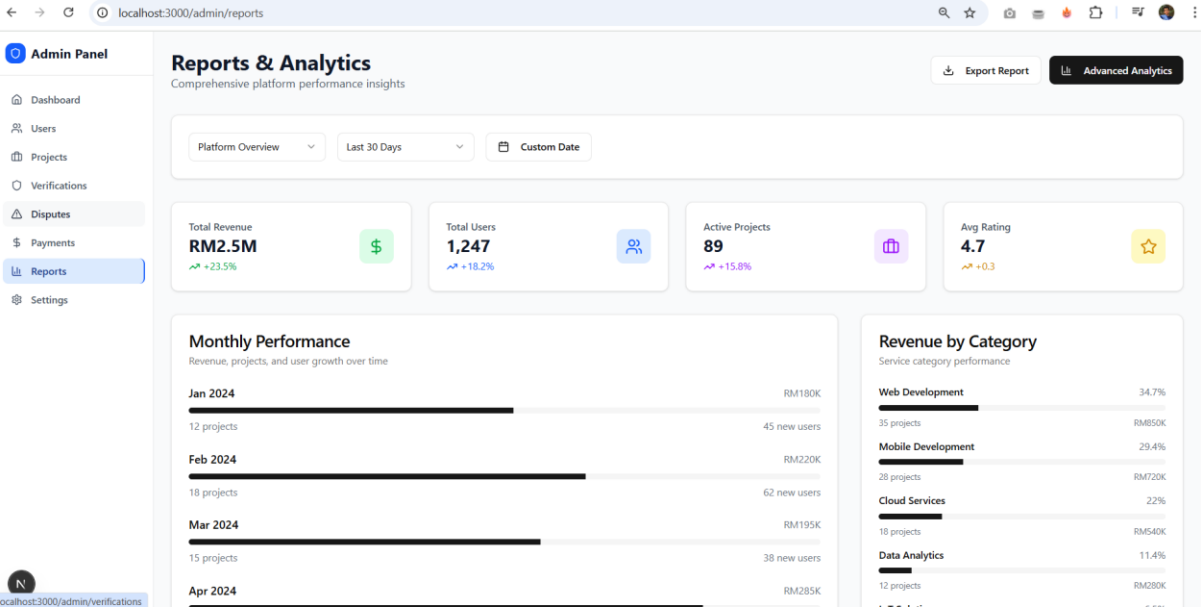 localhost:3000/admin/reports
Admin Panel
Dashboard
Users
Projects
Verifications
Disputes
Payments
Reports
Settings
N
ocalhost:3000/admin/verifications
Reports & Analytics
Comprehensive platform performance insights
Export Report
Advanced Analytics
Platform Overview
Last 30 Days
Custom Date
Total Revenue
RM2.5M
+23.5%
Total Users
1,247
+18.2%
Active Projects
89
+15.8%
Avg Rating
4.7
+0.3
Monthly Performance
Revenue, projects, and user growth over time
Jan 2024 RM180K
12 projects 45 new users
Feb 2024 RM220K
18 projects 62 new users
Mar 2024 RM195K
15 projects 38 new users
Apr 2024 RM285K
Revenue by Category
Service category performance
Web Development 34.7%
35 projects RM850K
Mobile Development 29.4%
28 projects RM720K
Cloud Services 22%
18 projects RM540K
Data Analytics 11.4%
12 projects RM280K